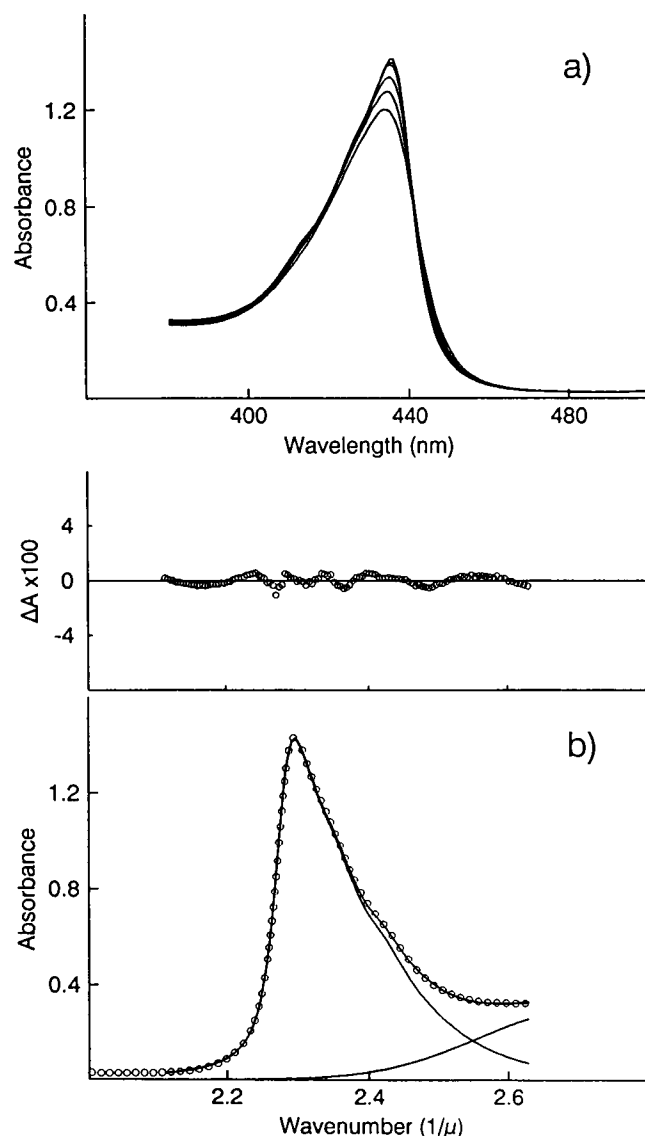 a)
1.2
0.8
0.4
Absorbance
400
440
480
Wavelength (nm)
4
0
-4
ΔA x100
b)
1.2
0.8
0.4
Absorbance
2.2
2.4
2.6
Wavenumber (1/μ)